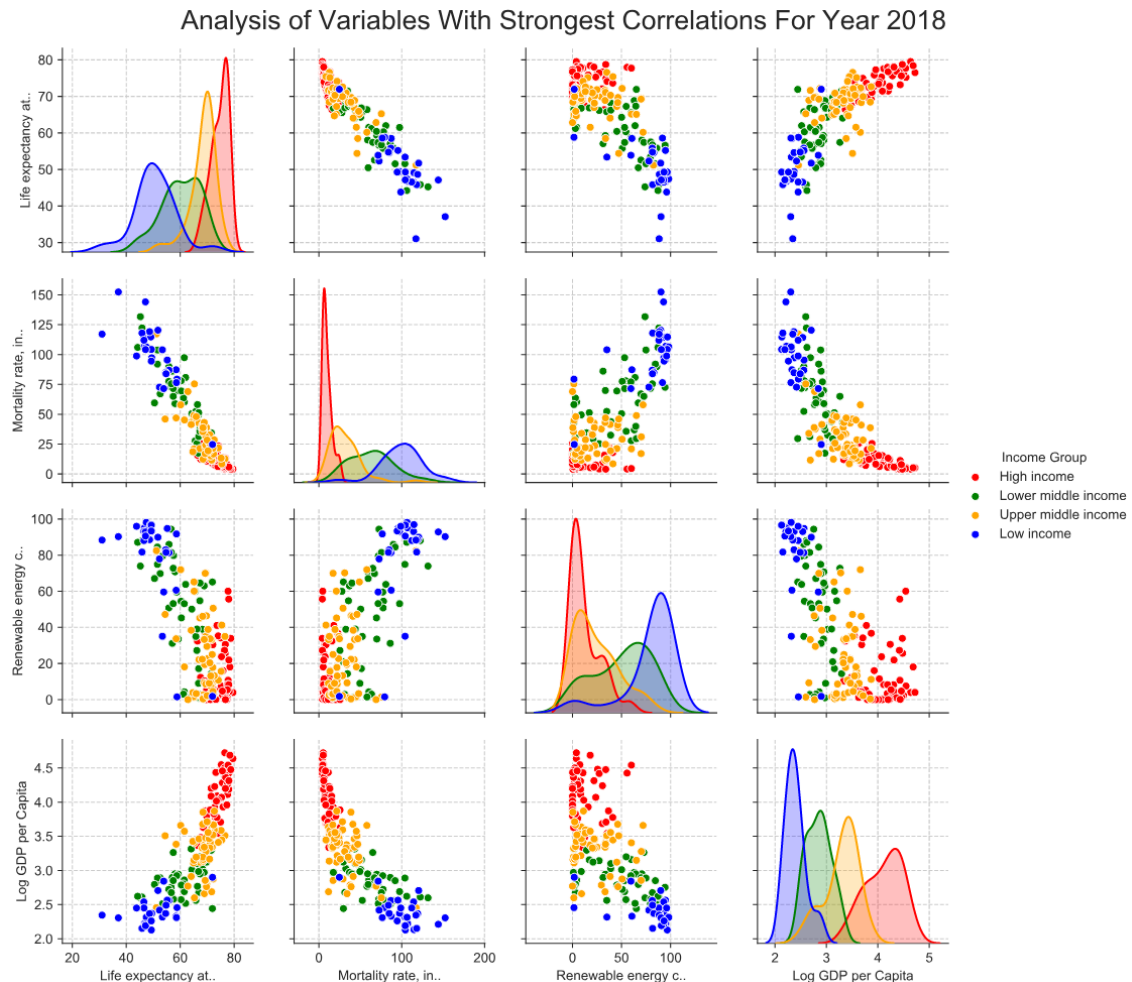 Analysis of Variables With Strongest Correlations For Year 2018
80
70
60
50
40
30
Life expectancy at..
150
125
100
75
50
25
0
Mortality rate, in..
Income Group
High income
Lower middle income
Upper middle income
Low income
100
80
60
40
20
0
Renewable energy c..
4.5
4.0
3.5
3.0
2.5
2.0
Log GDP per Capita
20 40 60 80
0 100 200
0 50 100
2 3 4 5
Life expectancy at..
Mortality rate, in..
Renewable energy c..
Log GDP per Capita